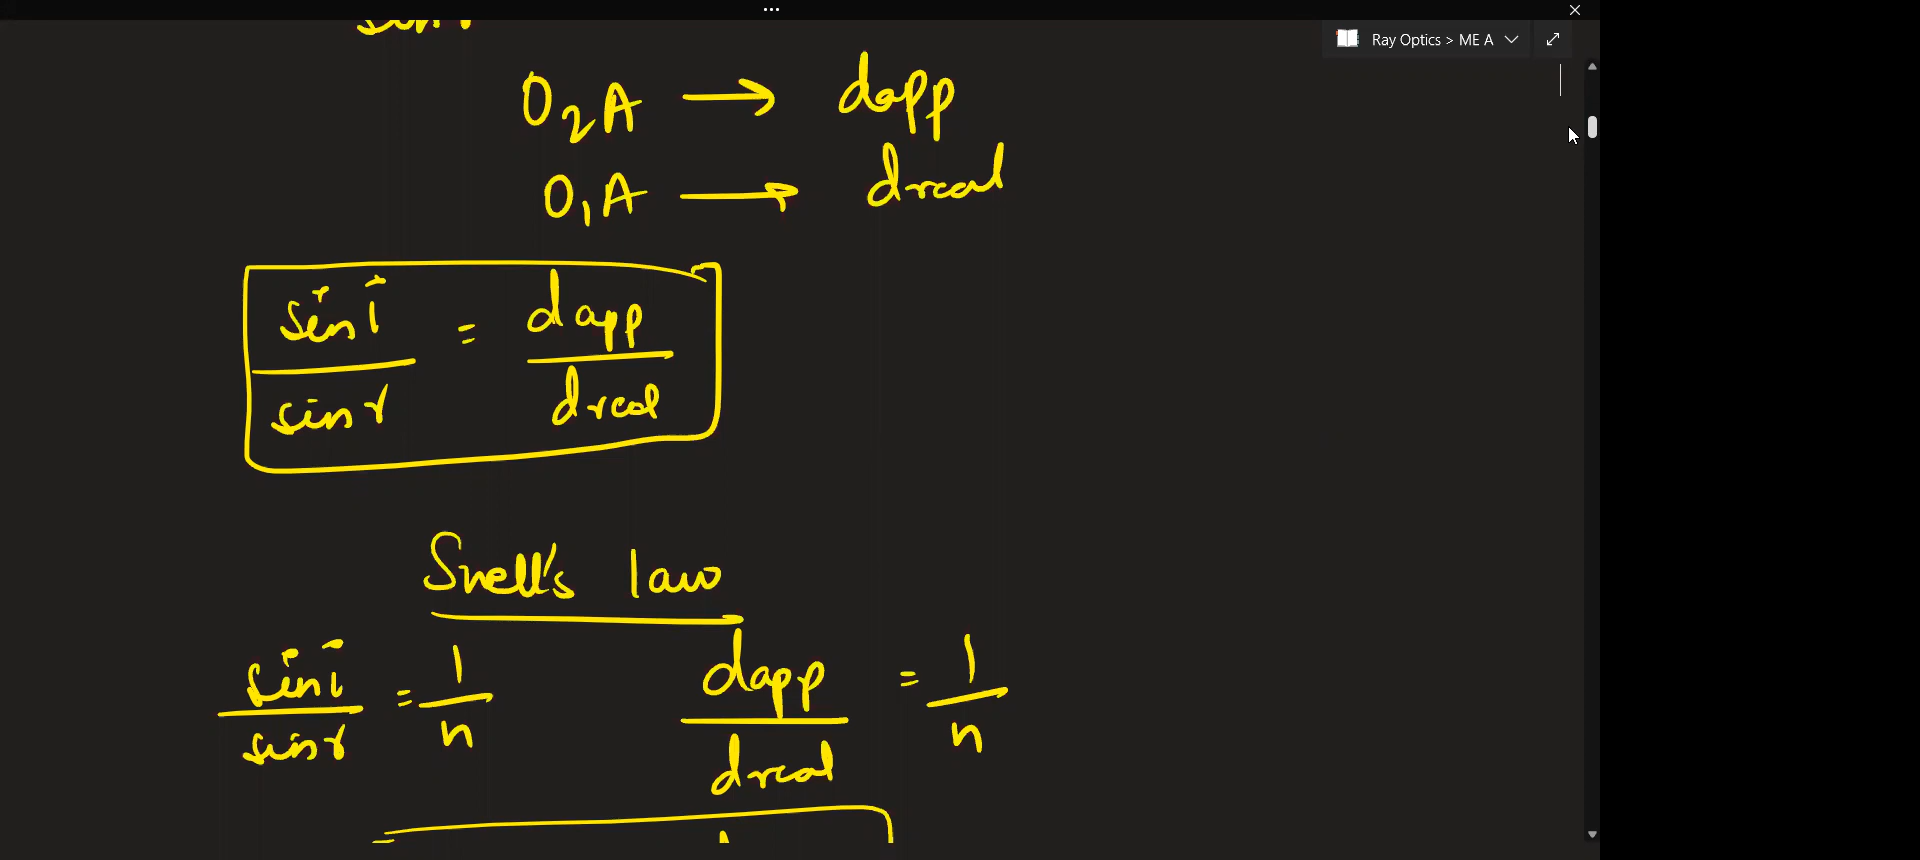 Ray Optics > ME A
O₂A → dapp
O₁A → dreal
sin i / sin r = dapp / dreal
Snell's law
sin i / sin r = 1 / n    dapp / dreal = 1 / n